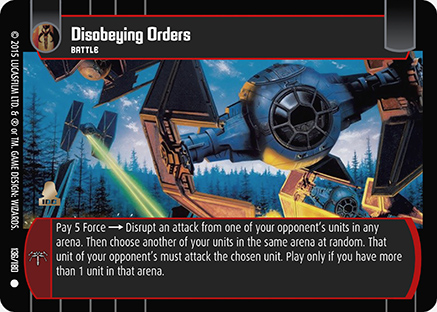 Disobeying Orders
BATTLE
Pay 5 Force → Disrupt an attack from one of your opponent's units in any
arena. Then choose another of your units in the same arena at random. That
unit of your opponent's must attack the chosen unit. Play only if you have more
than 1 unit in that arena.
© 2015 LUCASFILM LTD. & ® or TM. GAME DESIGN: WIZARDS.
IDG